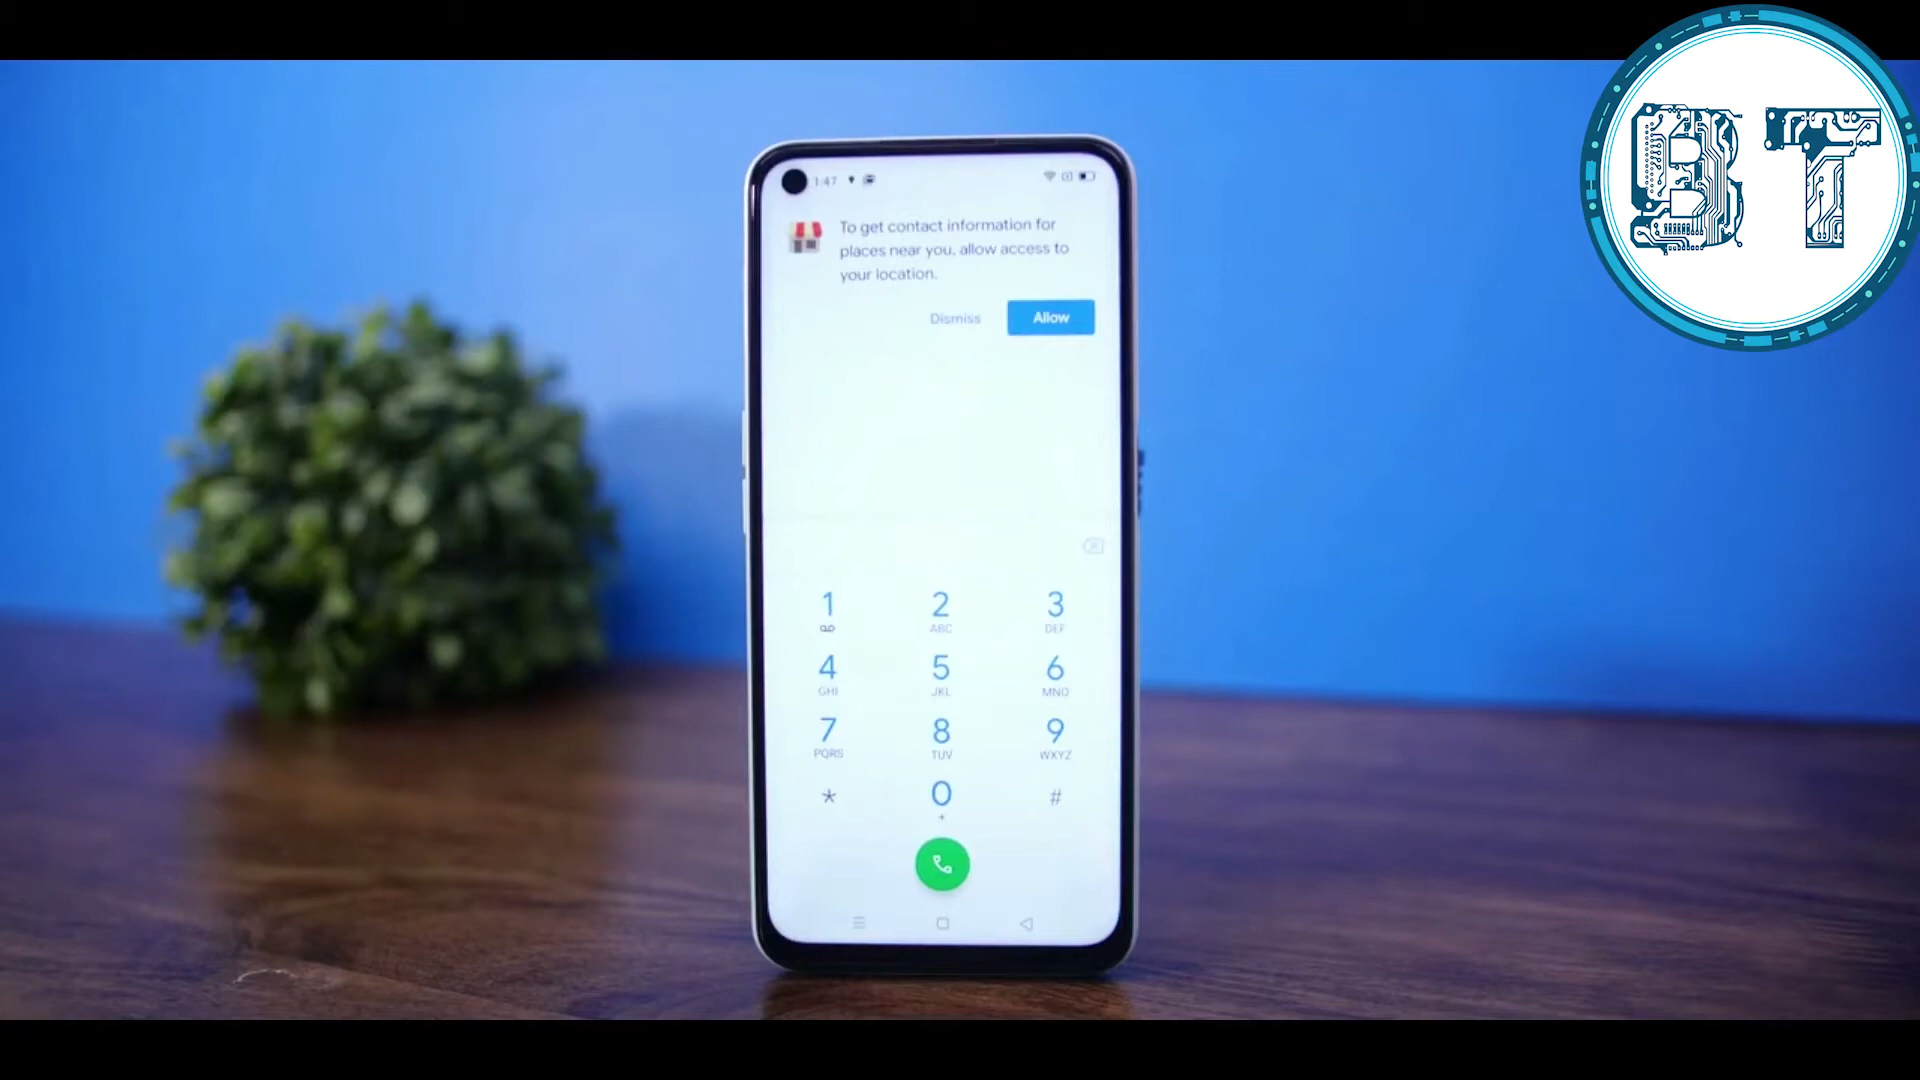 BT
1:47
To get contact information for
places near you, allow access to
your location.
Dismiss
Allow
1
2
3
ABC
DEF
4
5
6
GHI
JKL
MNO
7
8
9
PQRS
TUV
WXYZ
*
0
#
+